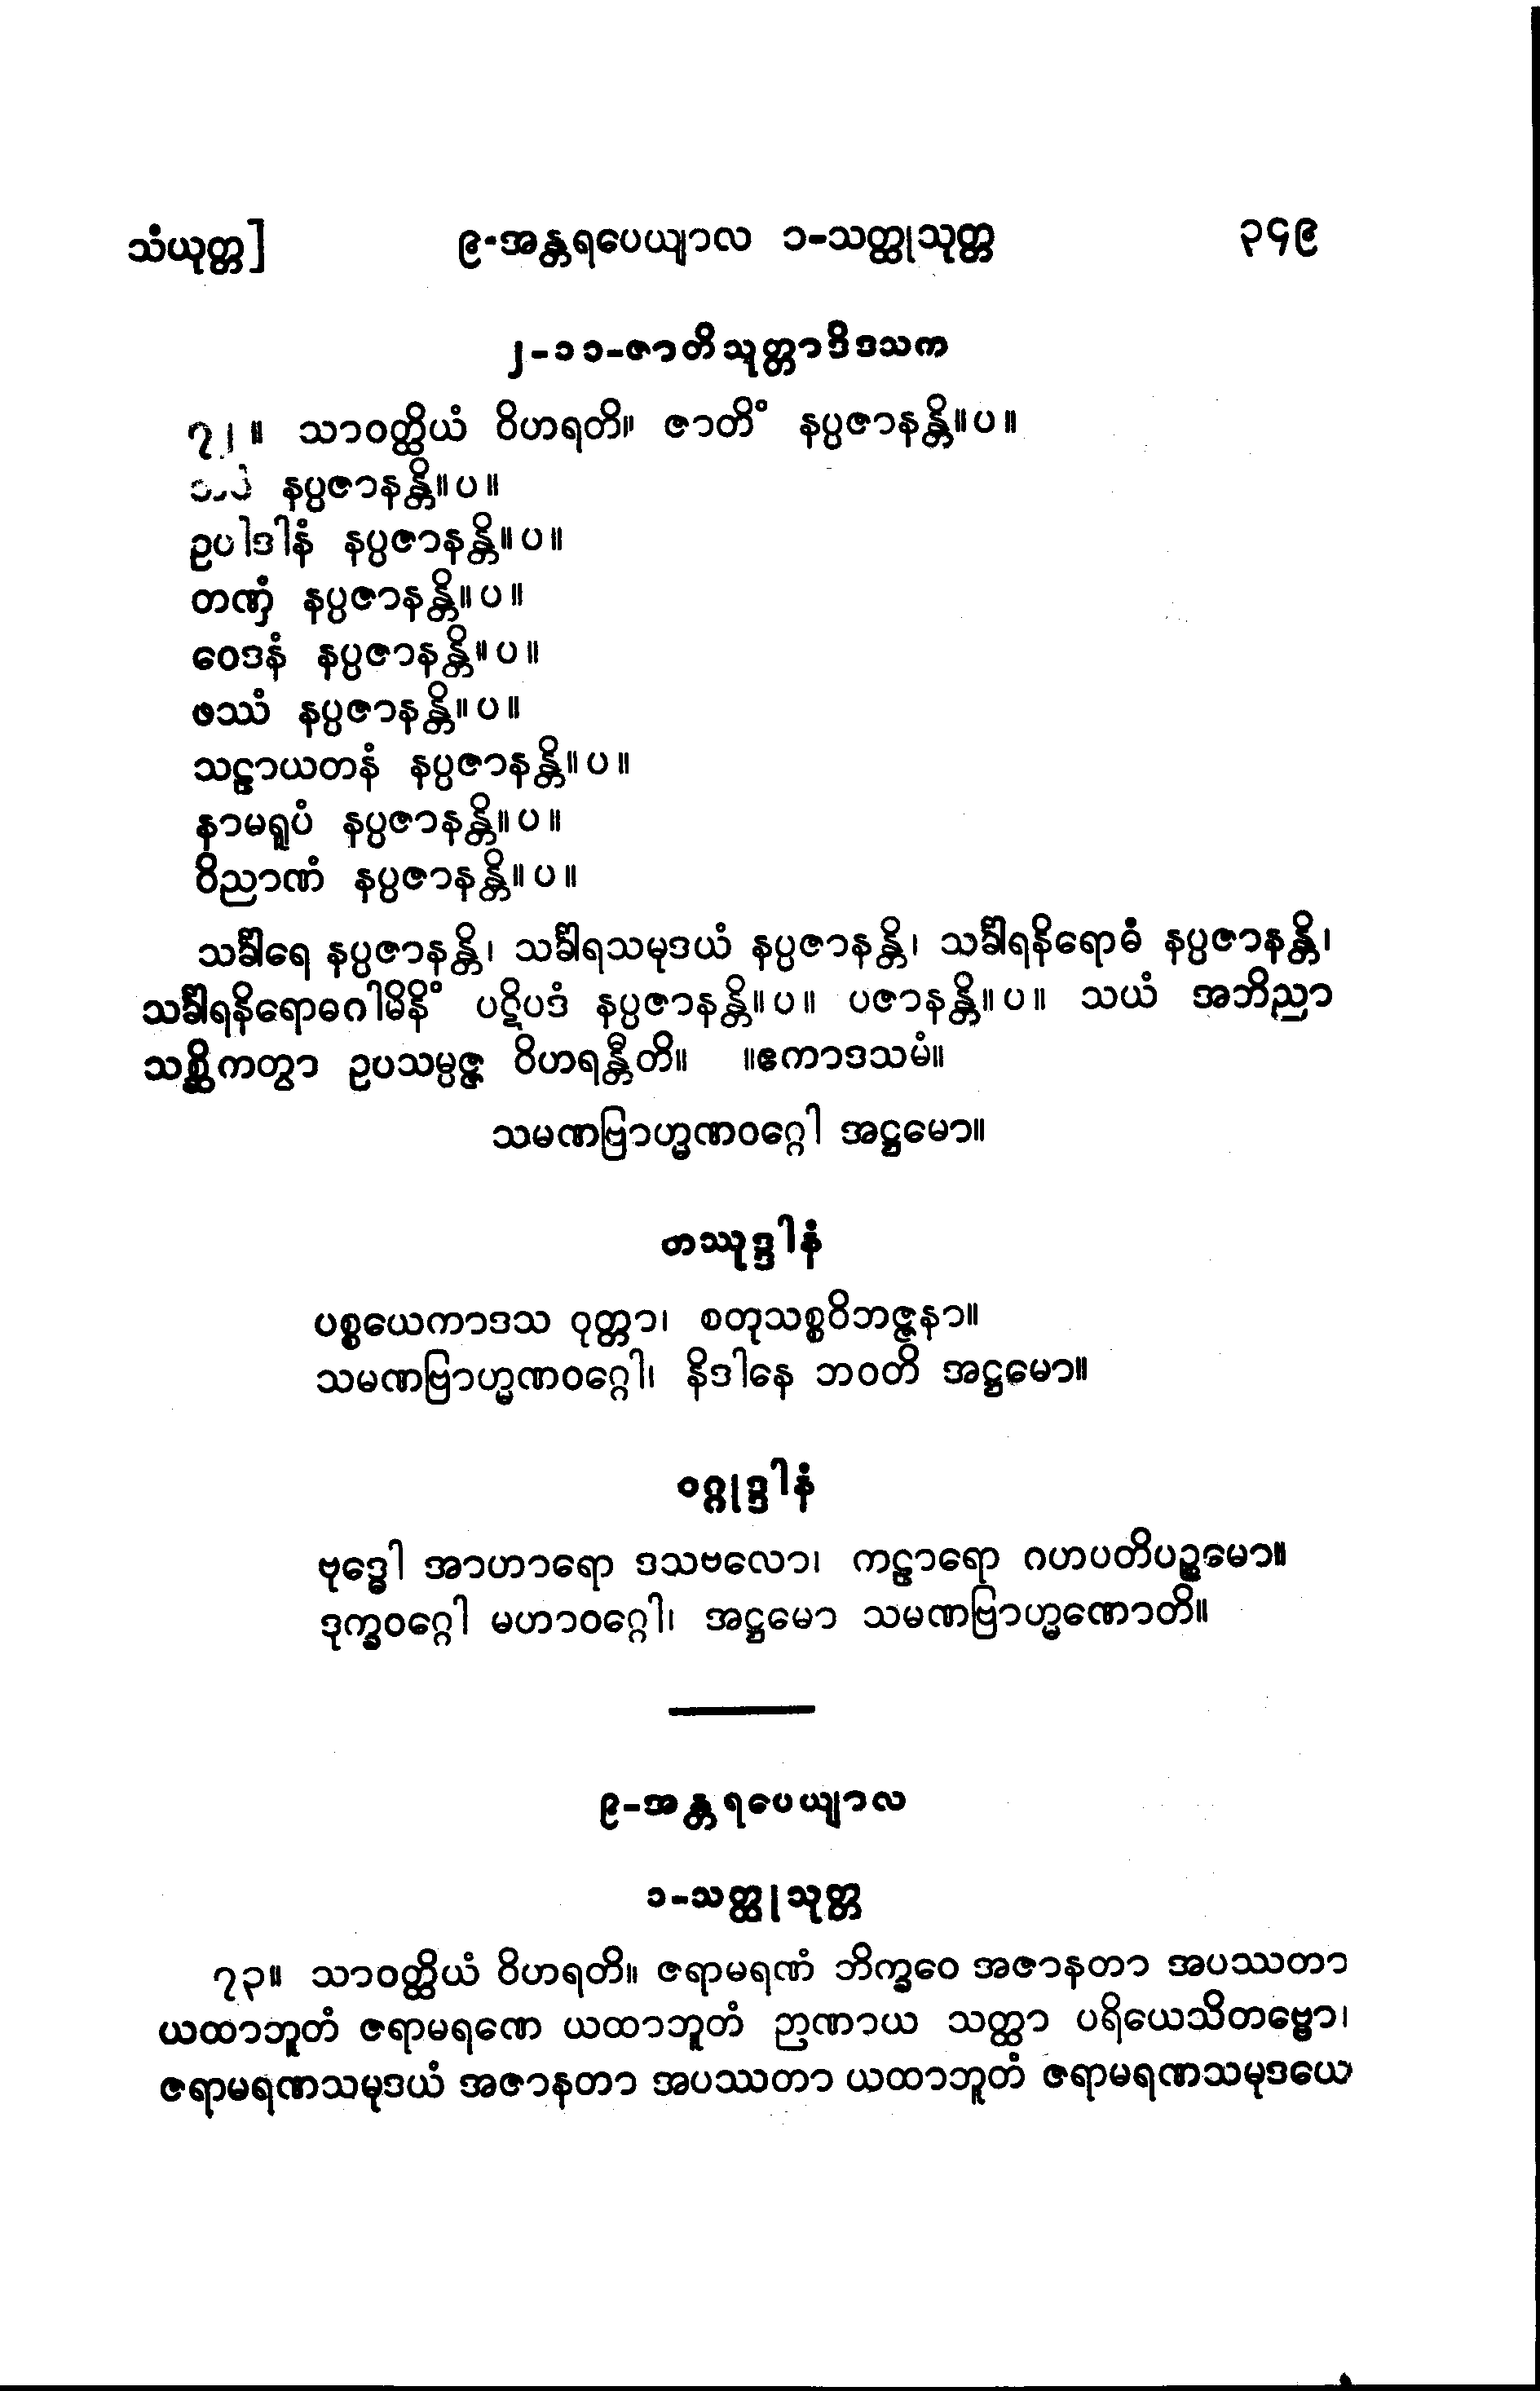 သံယုတ္တ]
၉-အန္တရပေယျာလ ၁-သတ္ထုသုတ္တ
၃၄၉
၂-၁၁-ဇာတိသုတ္တာဒိဒသက
၇၂။ သာဝတ္ထိယံ ဝိဟရတိ။ ဇာတိံ နပ္ပဇာနန္တိ။ပ။
နပ္ပဇာနန္တိ။ပ။
ဥပါဒါနံ နပ္ပဇာနန္တိ။ပ။
တဏှံ နပ္ပဇာနန္တိ။ပ။
ဝေဒနံ နပ္ပဇာနန္တိ။ပ။
ဖဿံ နပ္ပဇာနန္တိ။ပ။
သဠာယတနံ နပ္ပဇာနန္တိ။ပ။
နာမရူပံ နပ္ပဇာနန္တိ။ပ။
ဝိညာဏံ နပ္ပဇာနန္တိ။ပ။
သင်္ခါရေ နပ္ပဇာနန္တိ၊ သင်္ခါရသမုဒယံ နပ္ပဇာနန္တိ၊ သင်္ခါရနိရောဓံ နပ္ပဇာနန္တိ၊
သင်္ခါရနိရောဓဂါမိနိံ ပဋိပဒံ နပ္ပဇာနန္တိ။ပ။ ပဇာနန္တိ။ပ။ သယံ အဘိညာ
သစ္ဆိကတွာ ဥပသမ္ပဇ္ဇ ဝိဟရန္တီတိ။ ။ဧကာဒသမံ။
သမဏဗြာဟ္မဏဝဂ္ဂေါ အဋ္ဌမော။
တဿုဒ္ဒါနံ
ပစ္စယေကာဒသ ဝုတ္တာ၊ စတုသစ္စဝိဘဇ္ဇနာ။
သမဏဗြာဟ္မဏဝဂ္ဂေါ၊ နိဒါနေ ဘဝတိ အဋ္ဌမော။
ဝဂ္ဂုဒ္ဒါနံ
ဗုဒ္ဓေါ အာဟာရော ဒသဗလော၊ ကဠာရော ဂဟပတိပဉ္စမော။
ဒုက္ခဝဂ္ဂေါ မဟာဝဂ္ဂေါ၊ အဋ္ဌမော သမဏဗြာဟ္မဏောတိ။
၉-အန္တရပေယျာလ
၁-သတ္ထုသုတ္တ
၇၃။ သာဝတ္ထိယံ ဝိဟရတိ။ ဇရာမရဏံ ဘိက္ခဝေ အဇာနတာ အပဿတာ
ယထာဘူတံ ဇရာမရဏေ ယထာဘူတံ ဉာဏာယ သတ္ထာ ပရိယေသိတဗ္ဗော၊
ဇရာမရဏသမုဒယံ အဇာနတာ အပဿတာ ယထာဘူတံ ဇရာမရဏသမုဒယေ